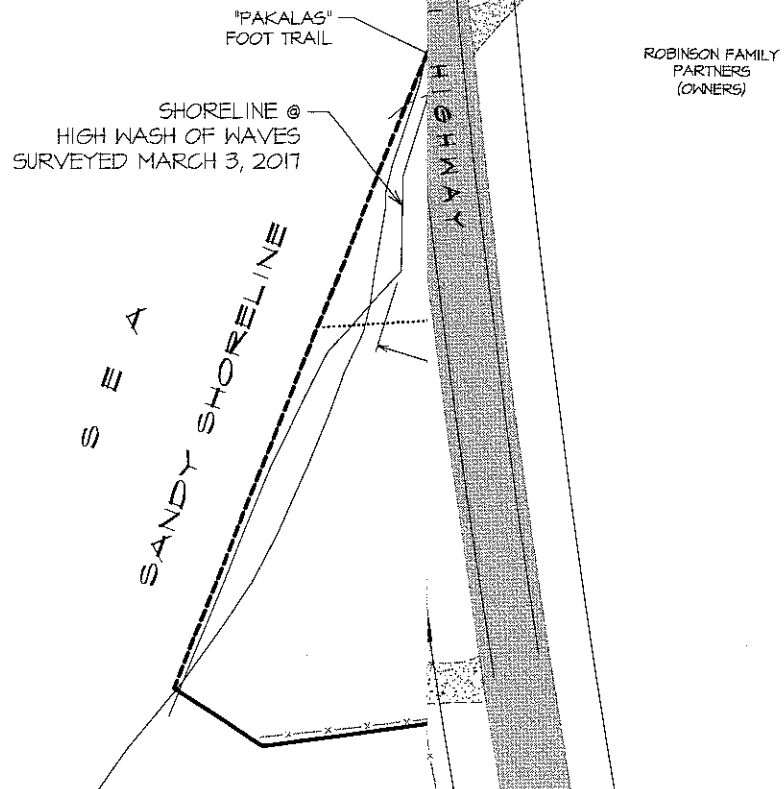 "PAKALAS"
FOOT TRAIL
ROBINSON FAMILY
PARTNERS
(OWNERS)
SHORELINE @
HIGH WASH OF WAVES
SURVEYED MARCH 3, 2017
HIGHWAY
SEA
SANDY SHORELINE